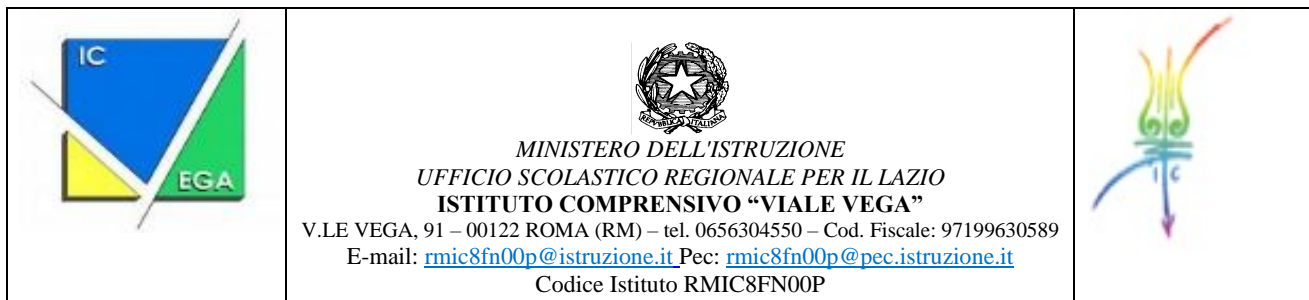 IC
EGA
REPVBBLICA ITALIANA
MINISTERO DELL'ISTRUZIONE
UFFICIO SCOLASTICO REGIONALE PER IL LAZIO
ISTITUTO COMPRENSIVO “VIALE VEGA”
V.LE VEGA, 91 – 00122 ROMA (RM) – tel. 0656304550 – Cod. Fiscale: 97199630589
E-mail: rmic8fn00p@istruzione.it Pec: rmic8fn00p@pec.istruzione.it
Codice Istituto RMIC8FN00P
I C